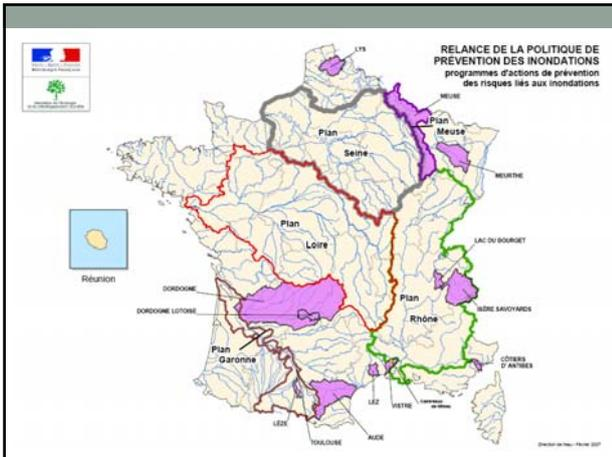 RELANCE DE LA POLITIQUE DE
PRÉVENTION DES INONDATIONS
programmes d'actions de prévention
des risques liés aux inondations
LYS
MEUSE
Plan
Meuse
Plan
Seine
MEURTHE
Plan
Loire
LAC DU BOURGET
Réunion
DORDOGNE
DORDOGNE LOTOISE
ISÈRE SAVOYARDS
Plan
Rhône
Plan
Garonne
CÔTIERS
D'ANTIBES
LEZ
VISTRE
LÈZE
TOULOUSE
AUDE